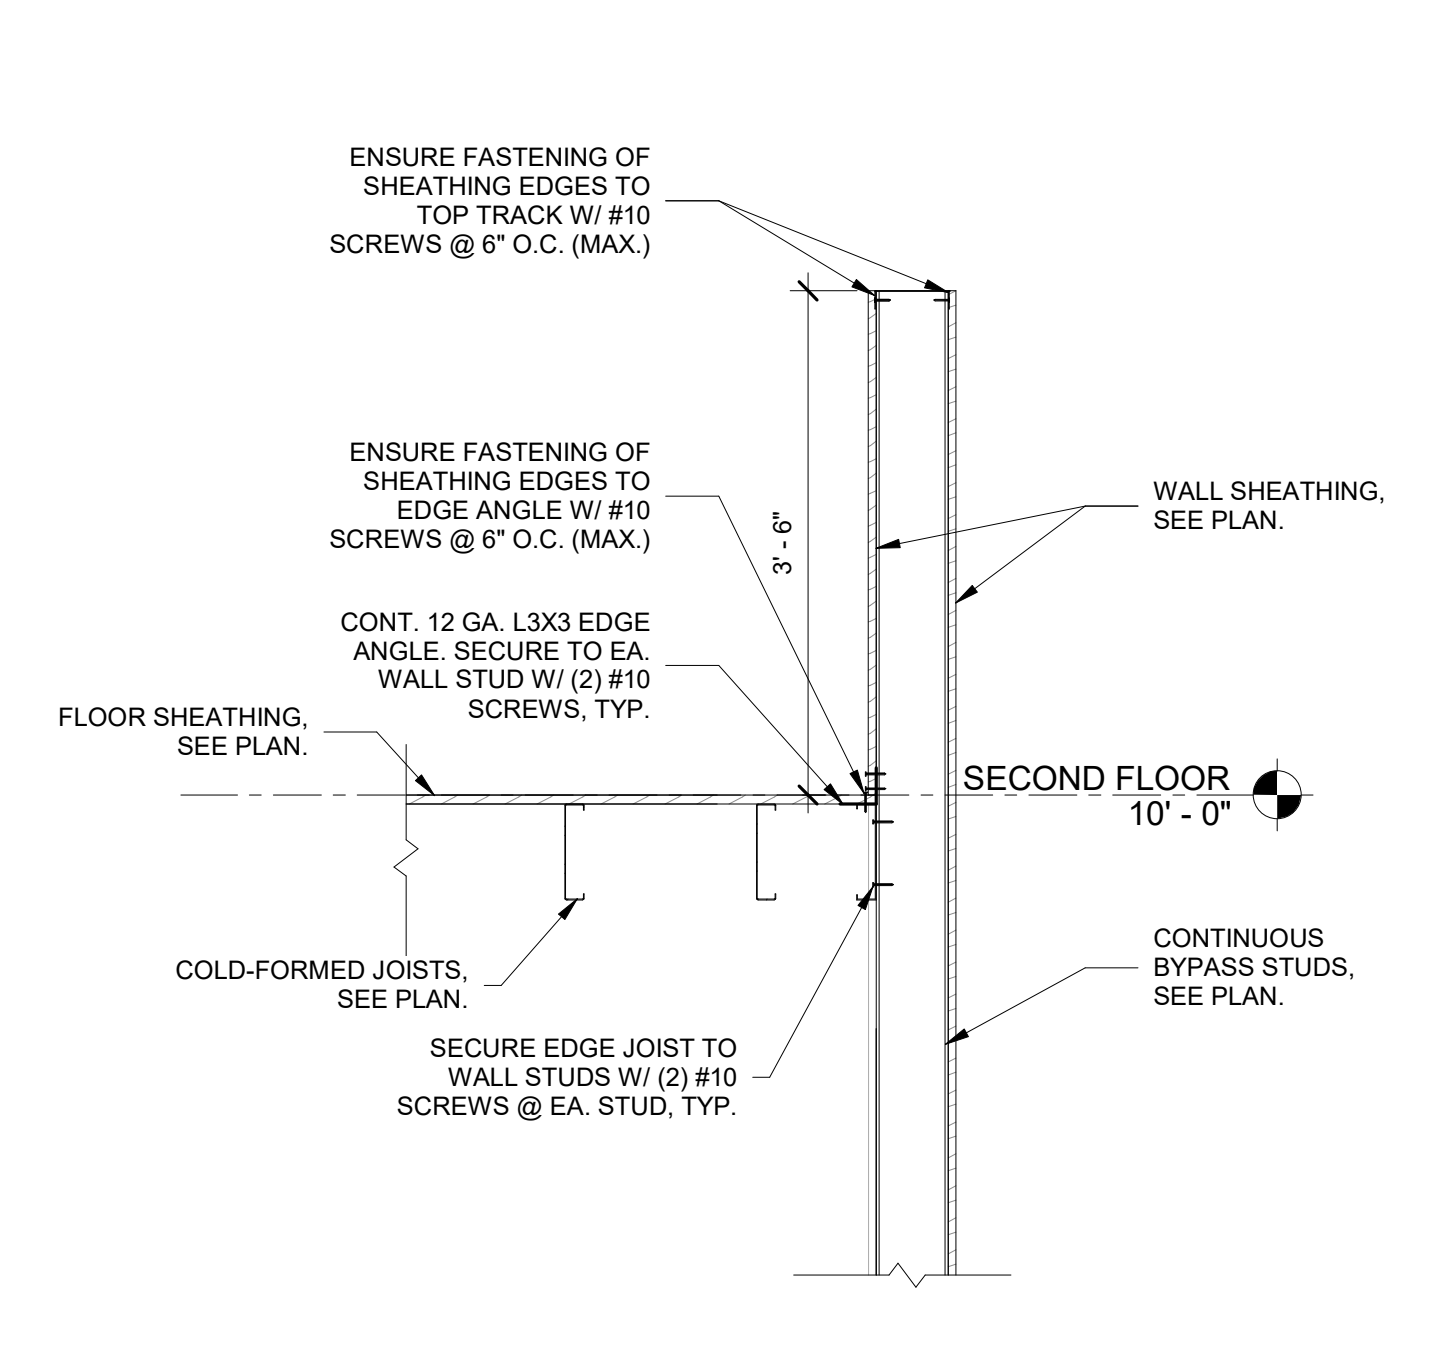 ENSURE FASTENING OF
SHEATHING EDGES TO
TOP TRACK W/ #10
SCREWS @ 6" O.C. (MAX.)
ENSURE FASTENING OF
SHEATHING EDGES TO
EDGE ANGLE W/ #10
SCREWS @ 6" O.C. (MAX.)
3' - 6"
WALL SHEATHING,
SEE PLAN.
CONT. 12 GA. L3X3 EDGE
ANGLE. SECURE TO EA.
WALL STUD W/ (2) #10
SCREWS, TYP.
FLOOR SHEATHING,
SEE PLAN.
SECOND FLOOR
10' - 0"
COLD-FORMED JOISTS,
SEE PLAN.
CONTINUOUS
BYPASS STUDS,
SEE PLAN.
SECURE EDGE JOIST TO
WALL STUDS W/ (2) #10
SCREWS @ EA. STUD, TYP.